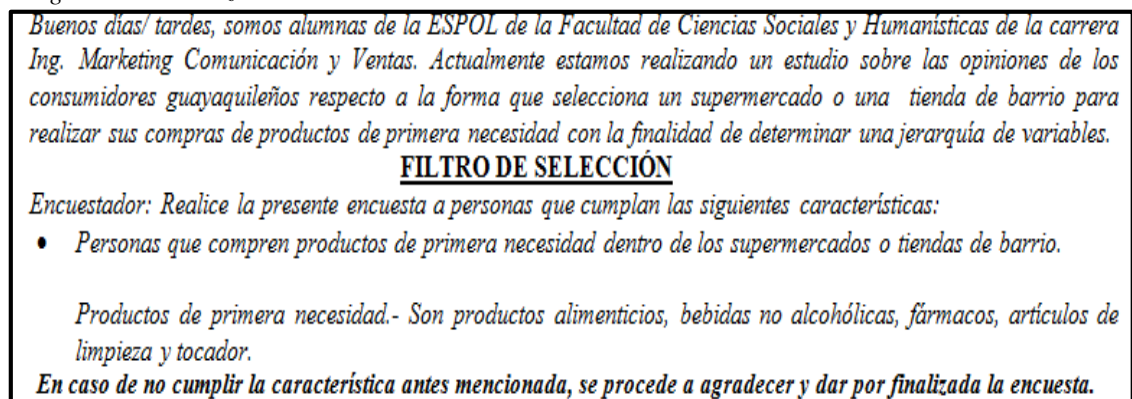 Buenos días/ tardes, somos alumnas de la ESPOL de la Facultad de Ciencias Sociales y Humanísticas de la carrera
Ing. Marketing Comunicación y Ventas. Actualmente estamos realizando un estudio sobre las opiniones de los
consumidores guayaquileños respecto a la forma que selecciona un supermercado o una tienda de barrio para
realizar sus compras de productos de primera necesidad con la finalidad de determinar una jerarquía de variables.
FILTRO DE SELECCIÓN
Encuestador: Realice la presente encuesta a personas que cumplan las siguientes características:
• Personas que compren productos de primera necesidad dentro de los supermercados o tiendas de barrio.
Productos de primera necesidad.- Son productos alimenticios, bebidas no alcohólicas, fármacos, artículos de
limpieza y tocador.
En caso de no cumplir la característica antes mencionada, se procede a agradecer y dar por finalizada la encuesta.